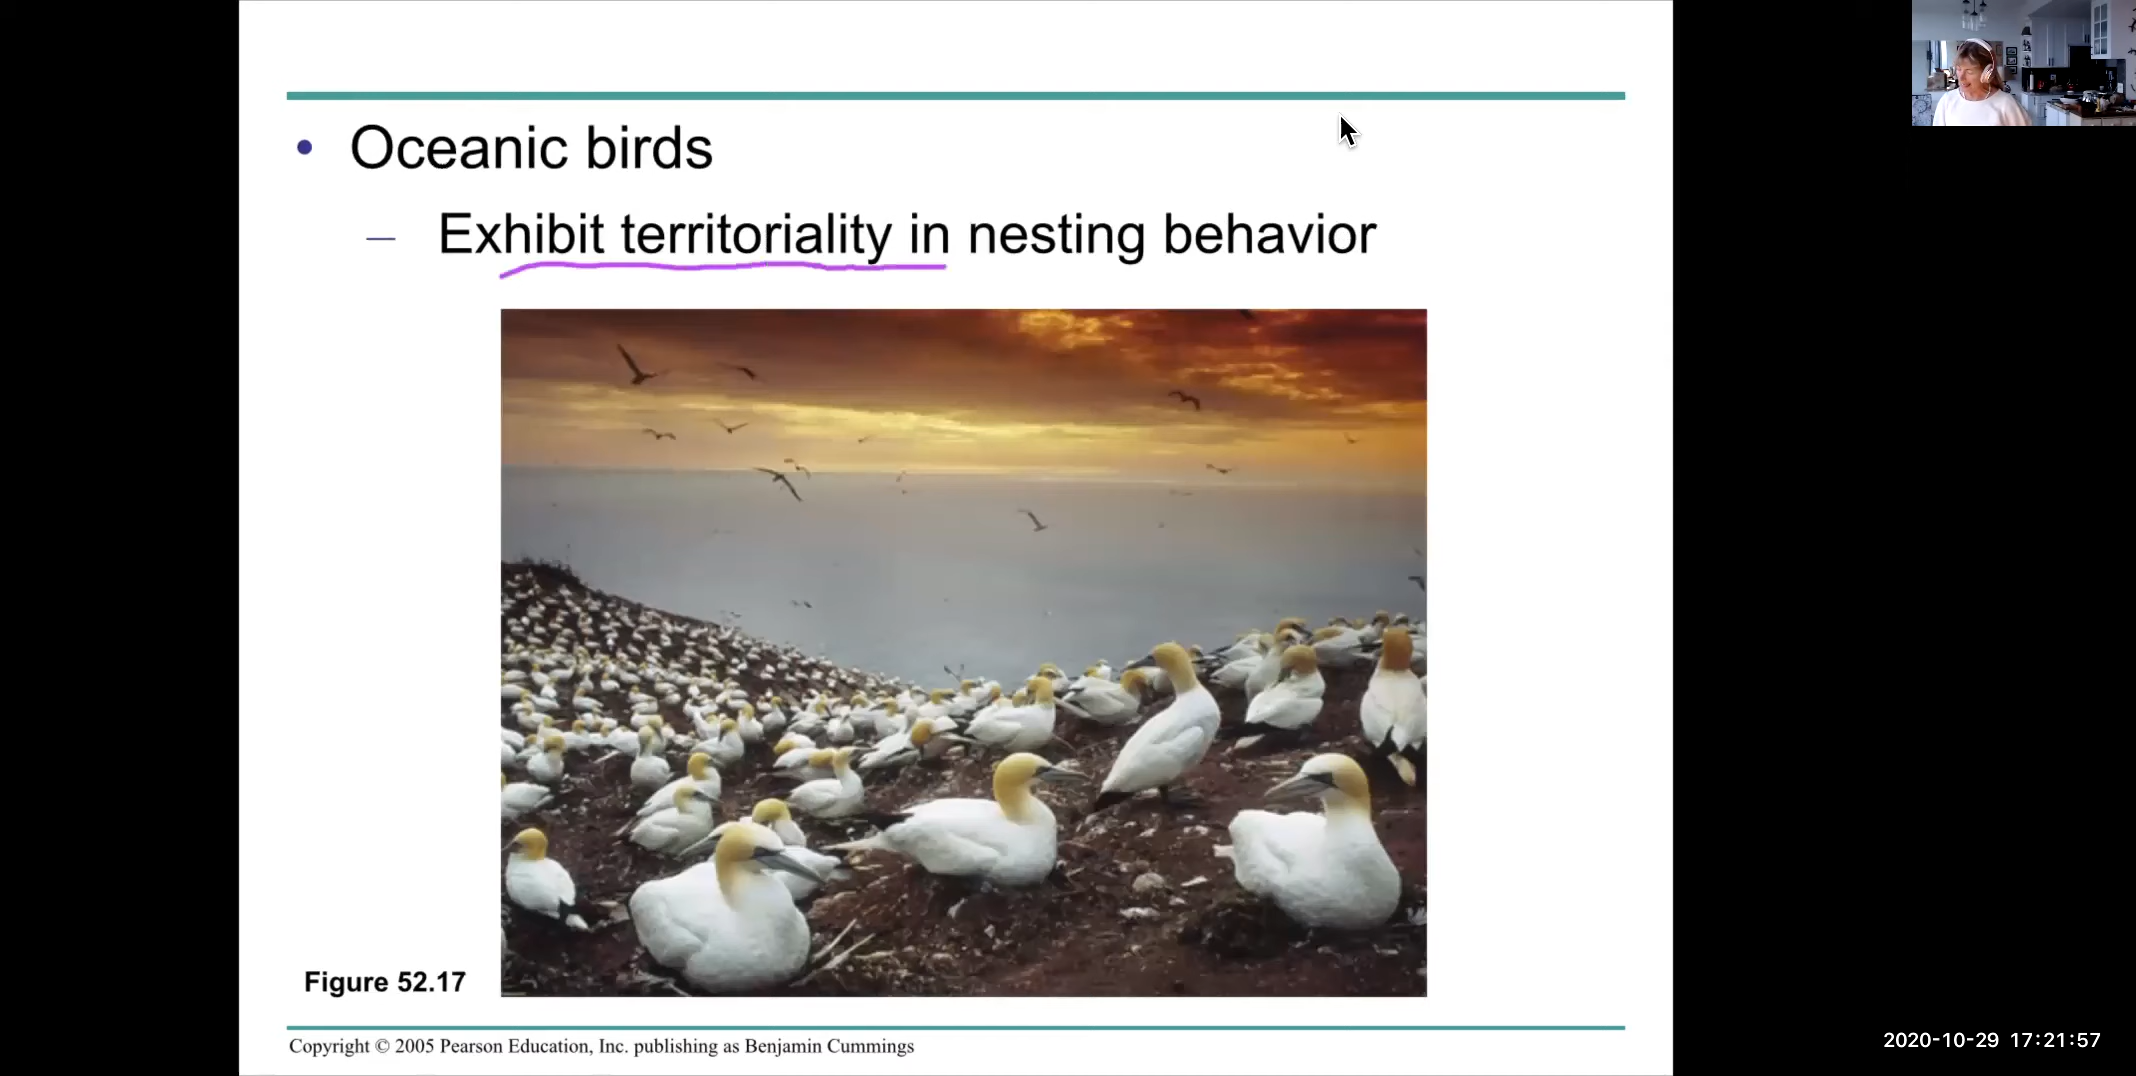 • Oceanic birds
– Exhibit territoriality in nesting behavior
Figure 52.17
Copyright © 2005 Pearson Education, Inc. publishing as Benjamin Cummings
2020-10-29 17:21:57